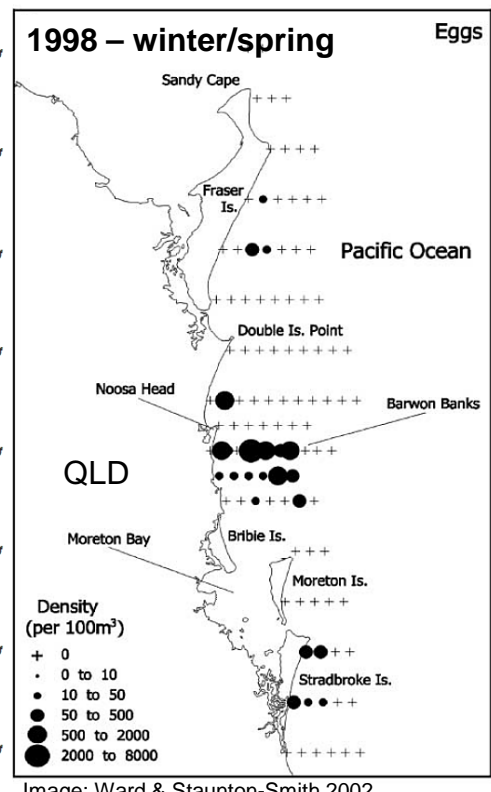 1998 – winter/spring
Eggs
Sandy Cape
Fraser
Is.
Pacific Ocean
Double Is. Point
Noosa Head
Barwon Banks
QLD
Bribie Is.
Moreton Bay
Moreton Is.
Density
(per 100m³)
+ 0
0 to 10
10 to 50
50 to 500
500 to 2000
2000 to 8000
Stradbroke Is.
Image: Ward & Staunton-Smith 2002